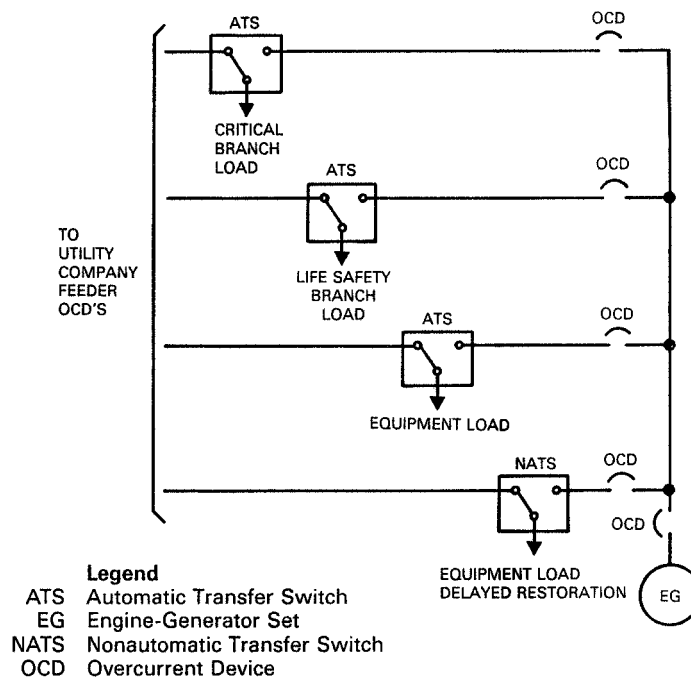 ATS
OCD
CRITICAL
BRANCH
LOAD
ATS
OCD
TO
UTILITY
COMPANY
FEEDER
OCD'S
LIFE SAFETY
BRANCH
LOAD
ATS
OCD
EQUIPMENT LOAD
NATS
OCD
OCD
EQUIPMENT LOAD
DELAYED RESTORATION
EG
Legend
ATS Automatic Transfer Switch
EG Engine-Generator Set
NATS Nonautomatic Transfer Switch
OCD Overcurrent Device